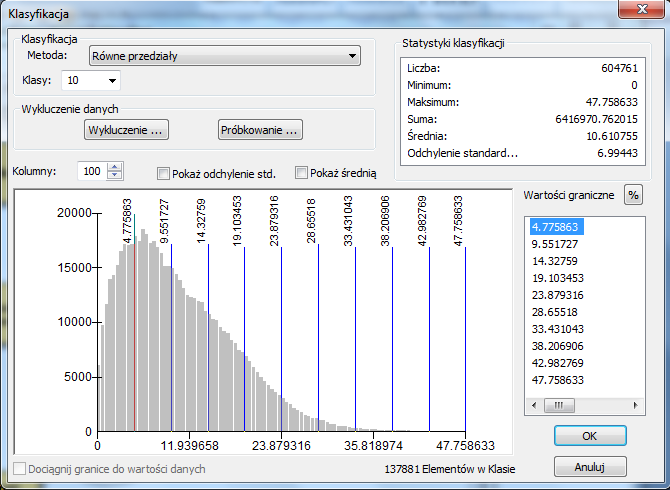 Klasyfikacja
Klasyfikacja
Metoda: Równe przedziały
Klasy: 10
Wykluczenie danych
Wykluczenie ... Próbkowanie ...
Statystyki klasyfikacji
Liczba: 604761
Minimum: 0
Maksimum: 47.758633
Suma: 6416970.762015
Średnia: 10.610755
Odchylenie standard... 6.99443
Kolumny: 100 Pokaż odchylenie std. Pokaż średnią
Wartości graniczne %
4.775863
9.551727
14.32759
19.103453
23.879316
28.65518
33.431043
38.206906
42.982769
47.758633
20000
15000
10000
5000
0
4.775863
9.551727
14.32759
19.103453
23.879316
28.65518
33.431043
38.206906
42.982769
47.758633
0 11.939658 23.879316 35.818974 47.758633
OK
Anuluj
Dociągnij granice do wartości danych
137881 Elementów w Klasie